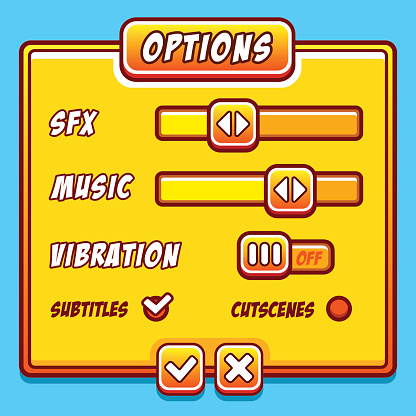 OPTIONS
SFX
MUSIC
VIBRATION OFF
SUBTITLES CUTSCENES